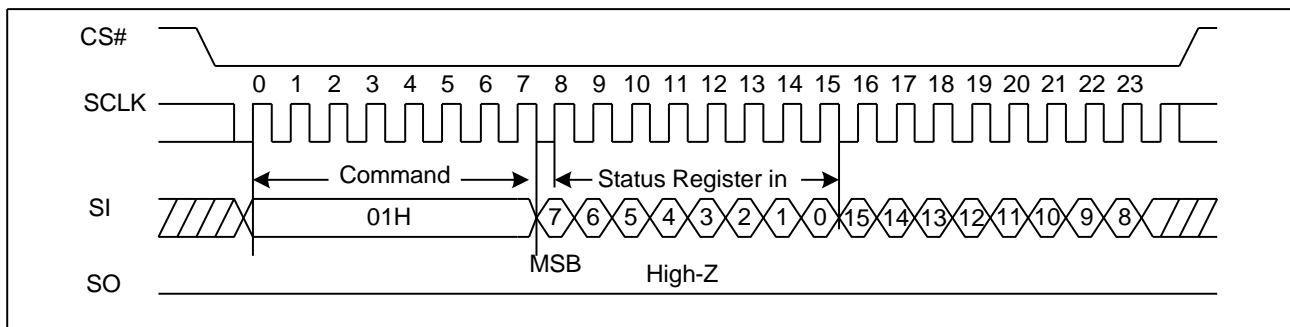 CS#
0 1 2 3 4 5 6 7 8 9 10 11 12 13 14 15 16 17 18 19 20 21 22 23
SCLK
Command Status Register in
SI 01H 7 6 5 4 3 2 1 0 15 14 13 12 11 10 9 8
MSB High-Z
SO